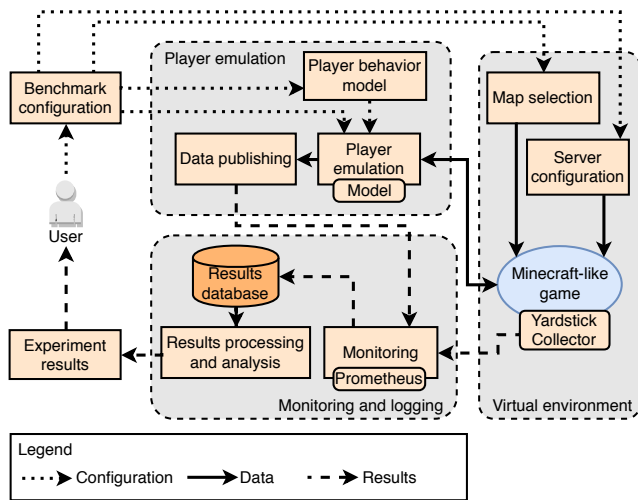 Player emulation
Player behavior
model
Benchmark
configuration
Map selection
Data publishing
Player
emulation
Model
Server
configuration
User
Results
database
Minecraft-like
game
Yardstick
Collector
Experiment
results
Results processing
and analysis
Monitoring
Prometheus
Monitoring and logging
Virtual environment
Legend
Configuration
Data
Results